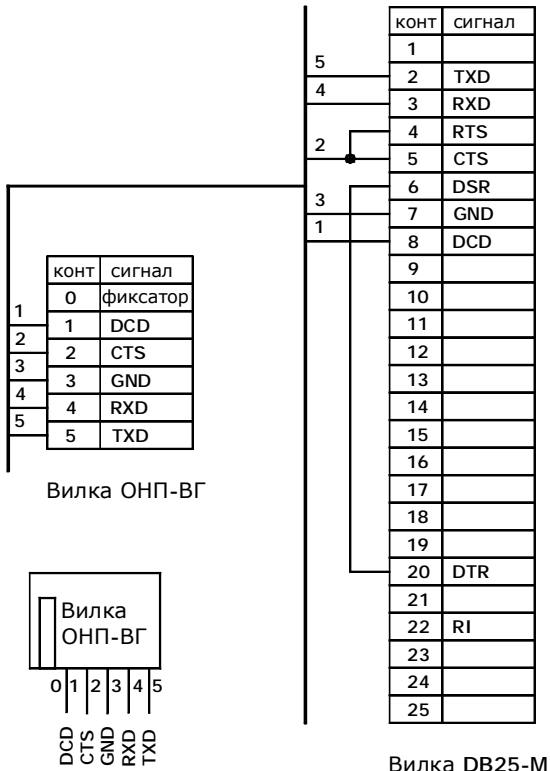 конт сигнал
0 фиксатор
1 1 DCD
2 2 CTS
3 3 GND
4 4 RXD
5 5 TXD
Вилка ОНП-ВГ
Вилка
ОНП-ВГ
0 1 2 3 4 5
DCD
CTS
GND
RXD
TXD
конт сигнал
1
5 2 TXD
4 3 RXD
4 RTS
2 5 CTS
6 DSR
3 7 GND
1 8 DCD
9
10
11
12
13
14
15
16
17
18
19
20 DTR
21
22 RI
23
24
25
Вилка DB25-M